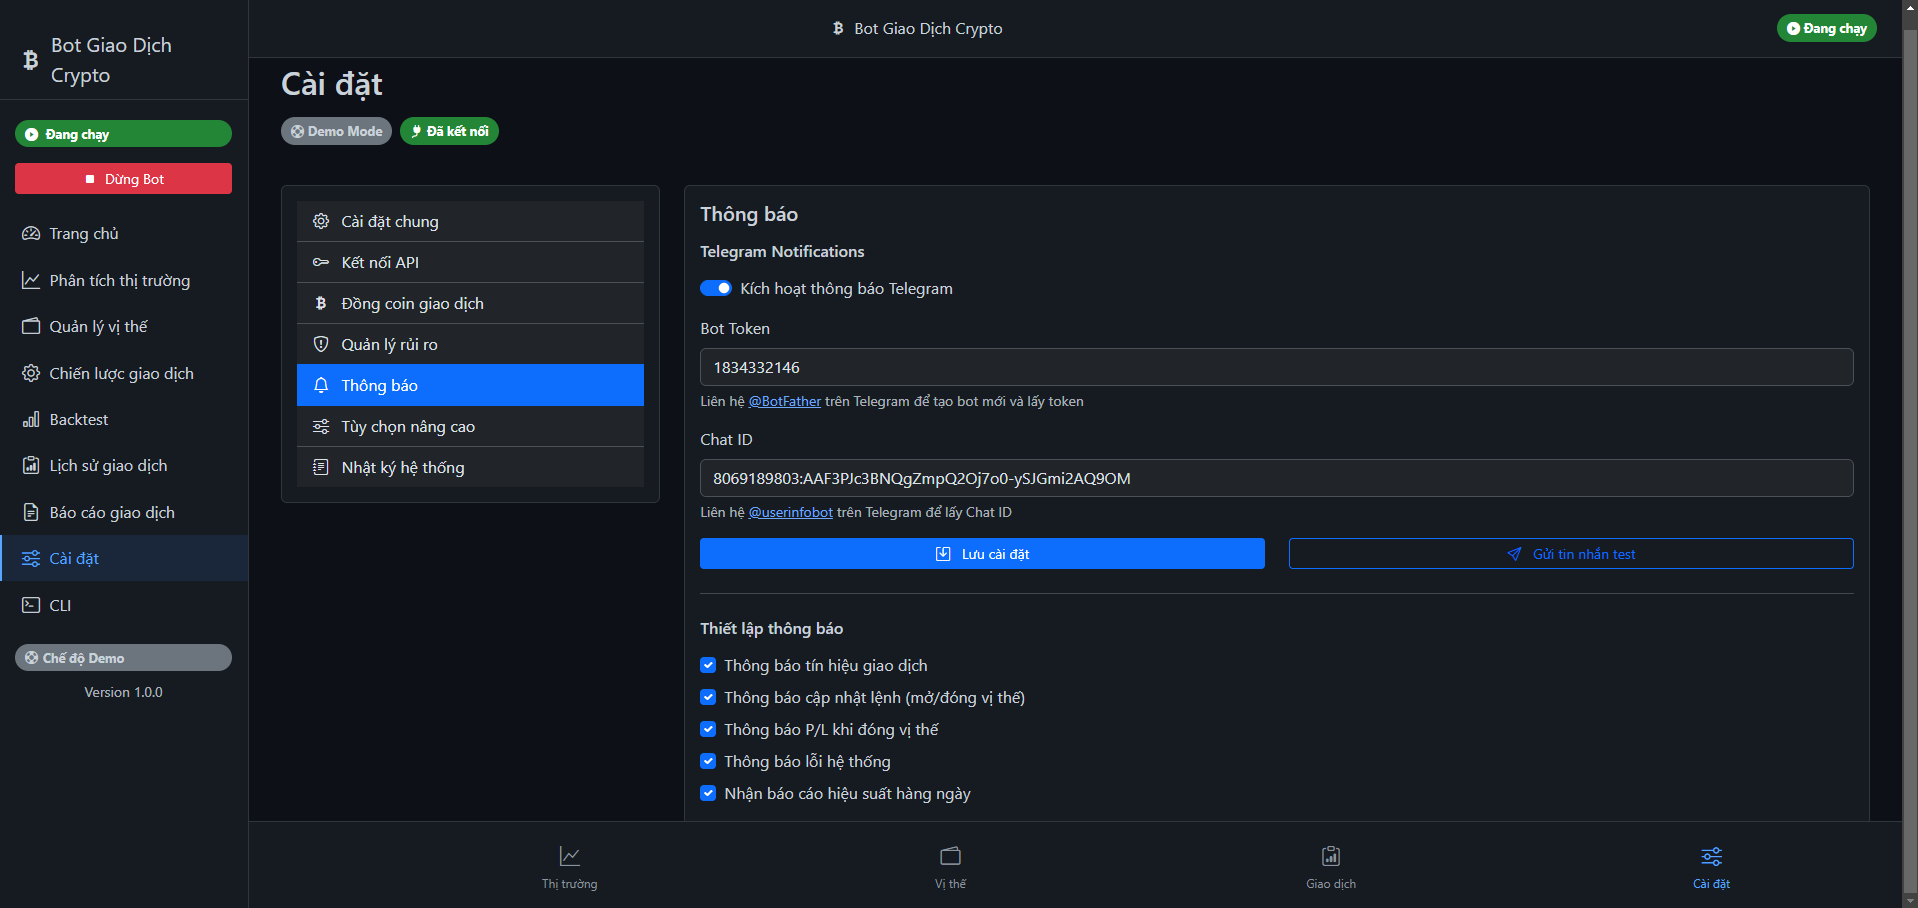 Bot Giao Dịch
Crypto
Đang chạy
Dừng Bot
Trang chủ
Phân tích thị trường
Quản lý vị thế
Chiến lược giao dịch
Backtest
Lịch sử giao dịch
Báo cáo giao dịch
Cài đặt
CLI
Chế độ Demo
Version 1.0.0
Bot Giao Dịch Crypto
Đang chạy
Cài đặt
Demo Mode
Đã kết nối
Cài đặt chung
Kết nối API
Đồng coin giao dịch
Quản lý rủi ro
Thông báo
Tùy chọn nâng cao
Nhật ký hệ thống
Thông báo
Telegram Notifications
Kích hoạt thông báo Telegram
Bot Token
1834332146
Liên hệ @BotFather trên Telegram để tạo bot mới và lấy token
Chat ID
8069189803:AAF3PJc3BNQgZmpQ2Oj7o0-ySJGmi2AQ9OM
Liên hệ @userinfobot trên Telegram để lấy Chat ID
Lưu cài đặt
Gửi tin nhắn test
Thiết lập thông báo
Thông báo tín hiệu giao dịch
Thông báo cập nhật lệnh (mở/đóng vị thế)
Thông báo P/L khi đóng vị thế
Thông báo lỗi hệ thống
Nhận báo cáo hiệu suất hàng ngày
Thị trường
Vị thế
Giao dịch
Cài đặt